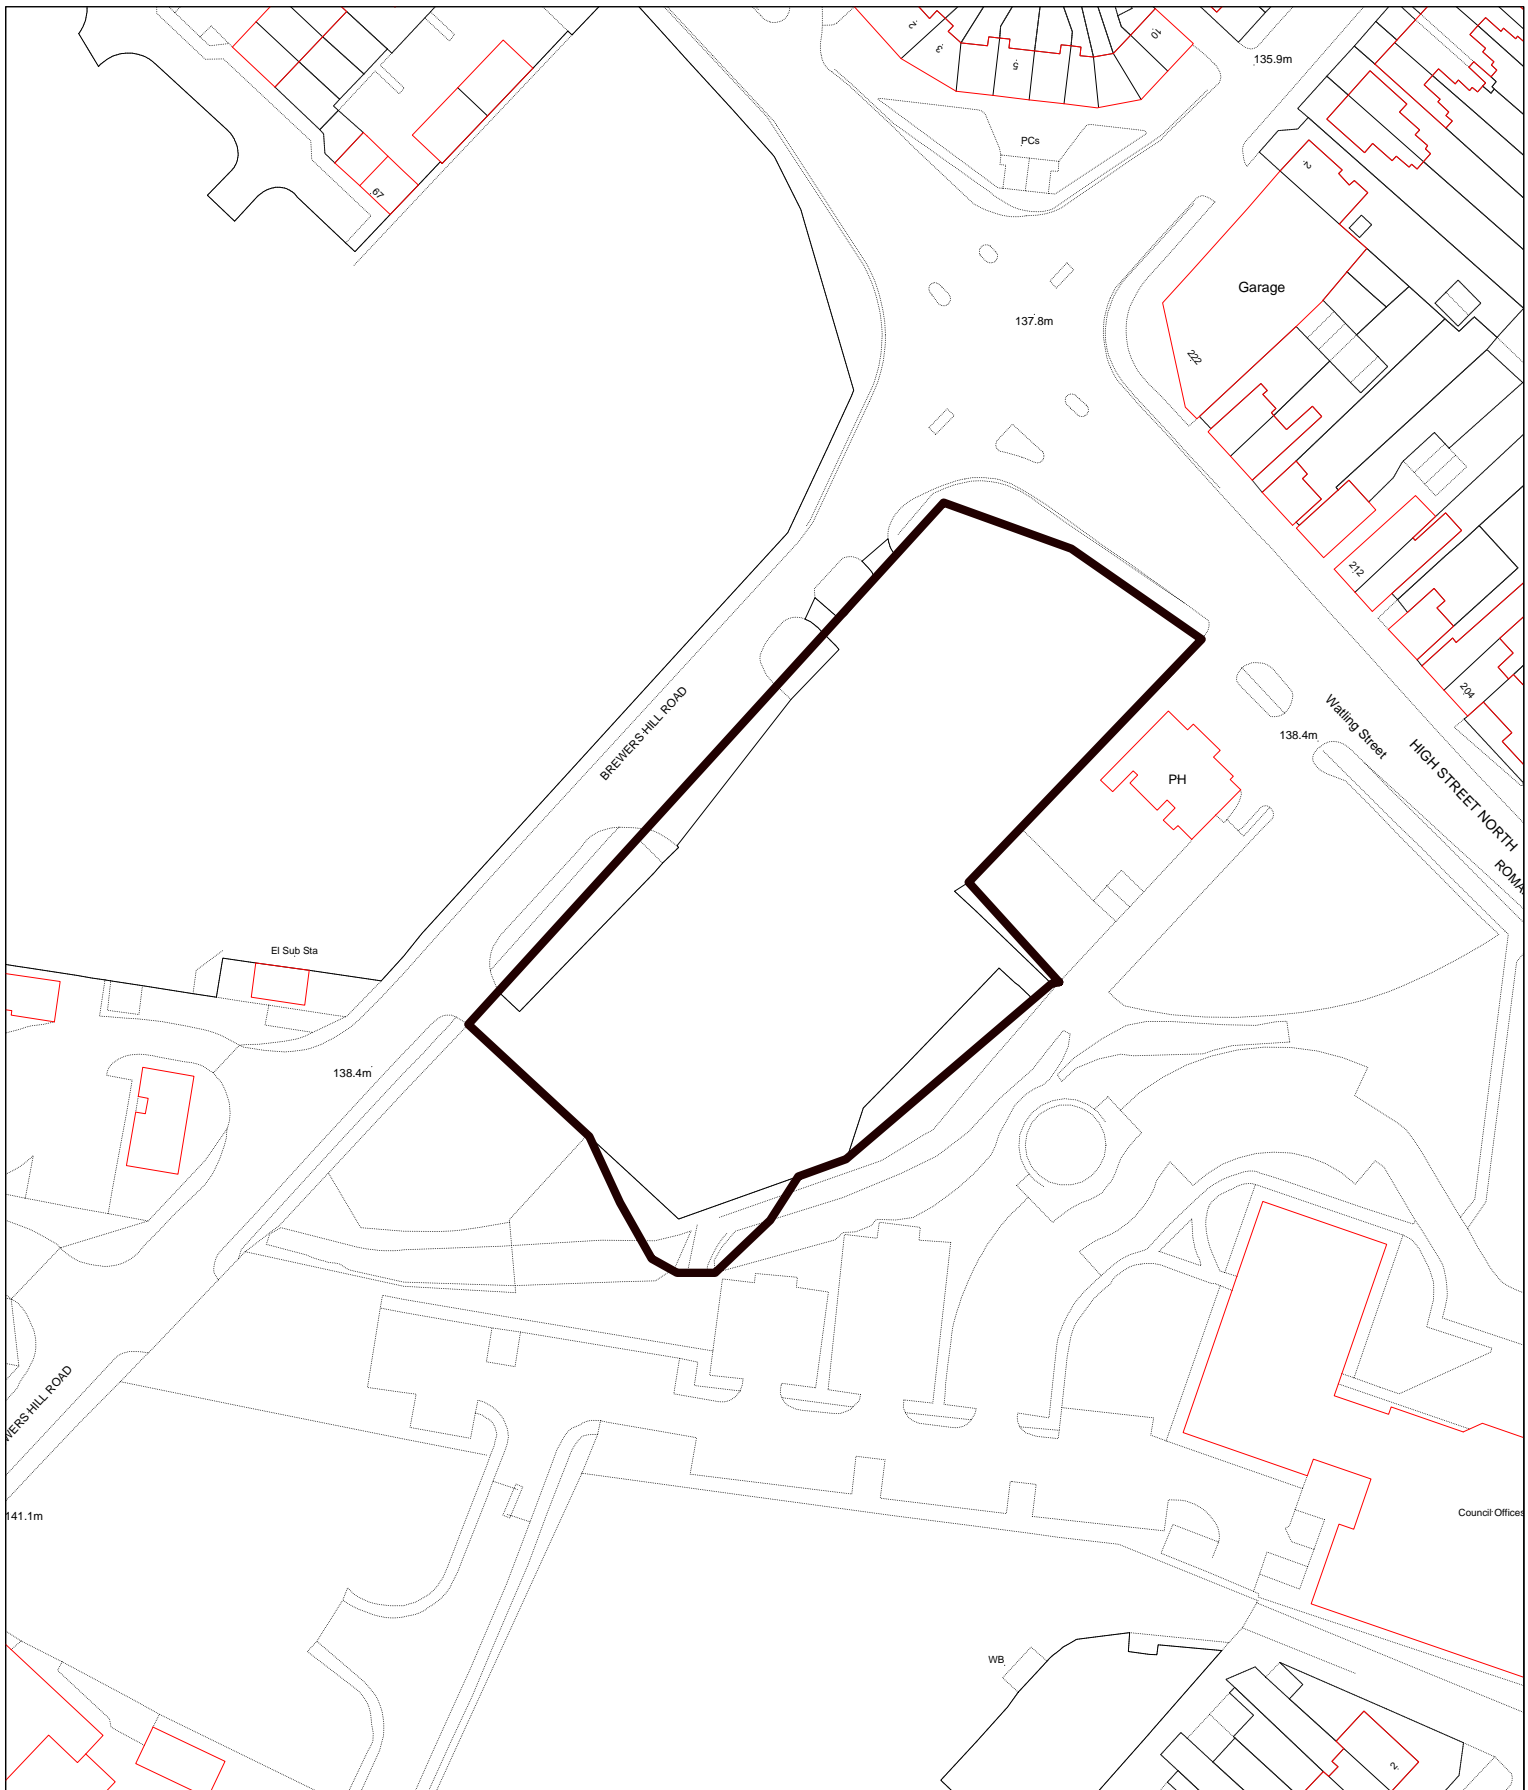 2
3
5
10
135.9m
PCs
67
2
Garage
137.8m
222
212
204
BREWERS HILL ROAD
Watling Street
138.4m
HIGH STREET NORTH
PH
ROMA
El Sub Sta
138.4m
WERS HILL ROAD
141.1m
Council Offices
WB
2